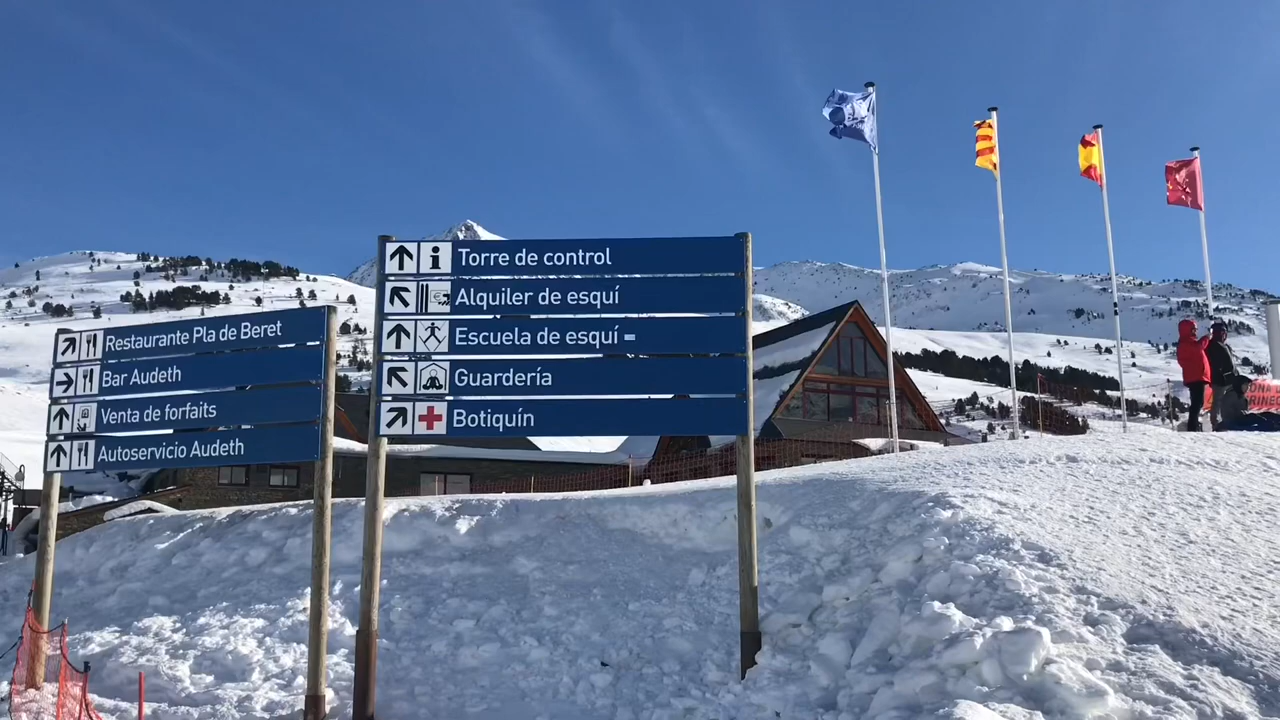 Restaurante Pla de Beret
Bar Audeth
Venta de forfaits
Autoservicio Audeth
Torre de control
Alquiler de esquí
Escuela de esquí
Guardería
Botiquín